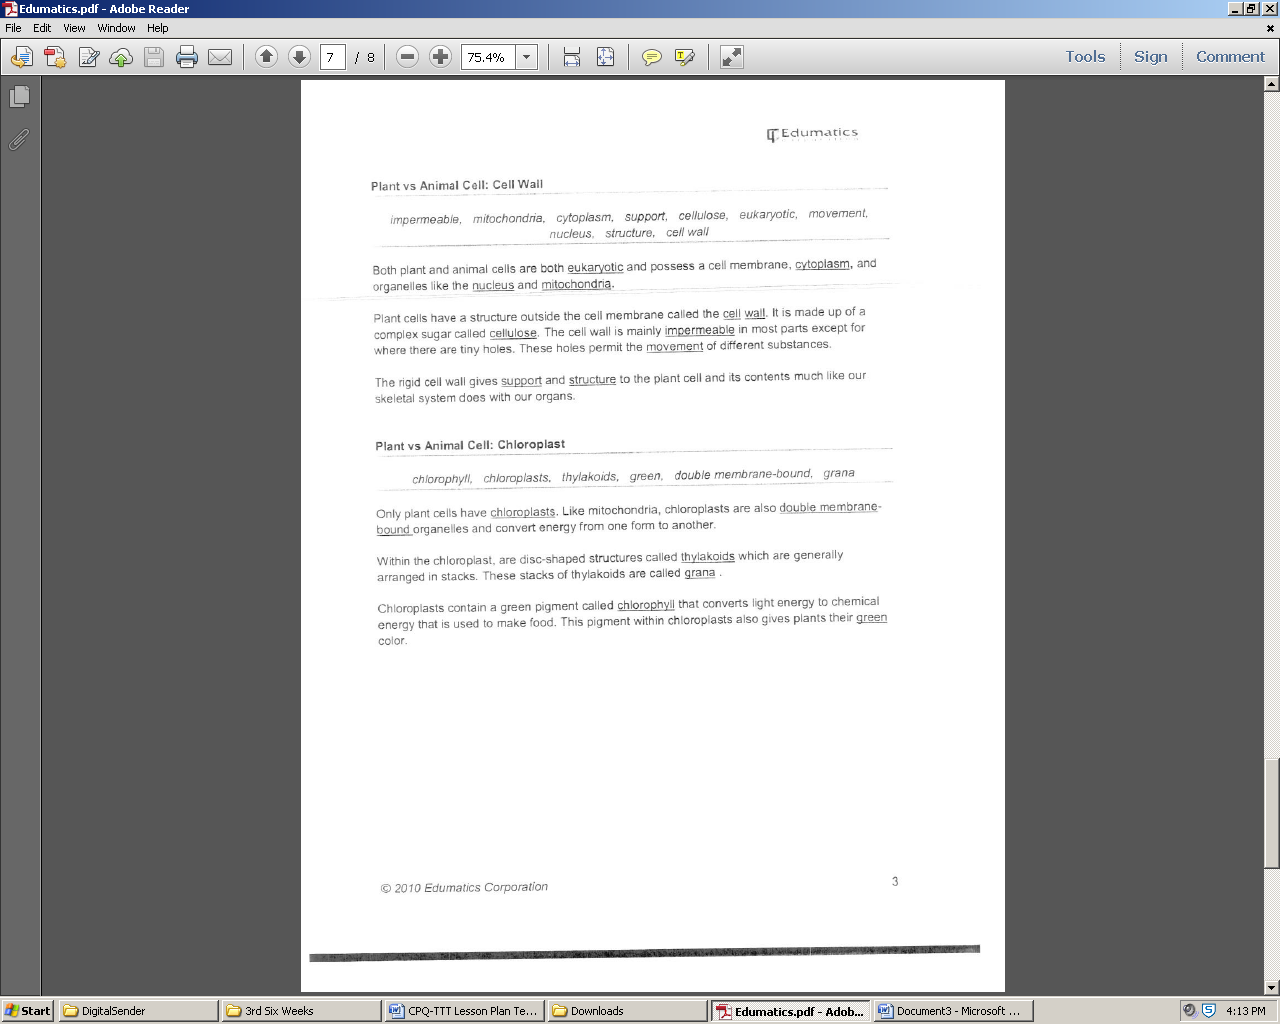 Edumatics.pdf - Adobe Reader
File Edit View Window Help
7 / 8 75.4% Tools Sign Comment
Edumatics
Plant vs Animal Cell: Cell Wall
impermeable, mitochondria, cytoplasm, support, cellulose, eukaryotic, movement,
nucleus, structure, cell wall
Both plant and animal cells are both eukaryotic and possess a cell membrane, cytoplasm, and
organelles like the nucleus and mitochondria.
Plant cells have a structure outside the cell membrane called the cell wall. It is made up of a
complex sugar called cellulose. The cell wall is mainly impermeable in most parts except for
where there are tiny holes. These holes permit the movement of different substances.
The rigid cell wall gives support and structure to the plant cell and its contents much like our
skeletal system does with our organs.
Plant vs Animal Cell: Chloroplast
chlorophyll, chloroplasts, thylakoids, green, double membrane-bound, grana
Only plant cells have chloroplasts. Like mitochondria, chloroplasts are also double membrane-
bound organelles and convert energy from one form to another.
Within the chloroplast, are disc-shaped structures called thylakoids which are generally
arranged in stacks. These stacks of thylakoids are called grana .
Chloroplasts contain a green pigment called chlorophyll that converts light energy to chemical
energy that is used to make food. This pigment within chloroplasts also gives plants their green
color.
© 2010 Edumatics Corporation 3
Start DigitalSender 3rd Six Weeks CPQ-TTT Lesson Plan Te... Downloads Edumatics.pdf - Adob... Document3 - Microsoft ... 4:13 PM